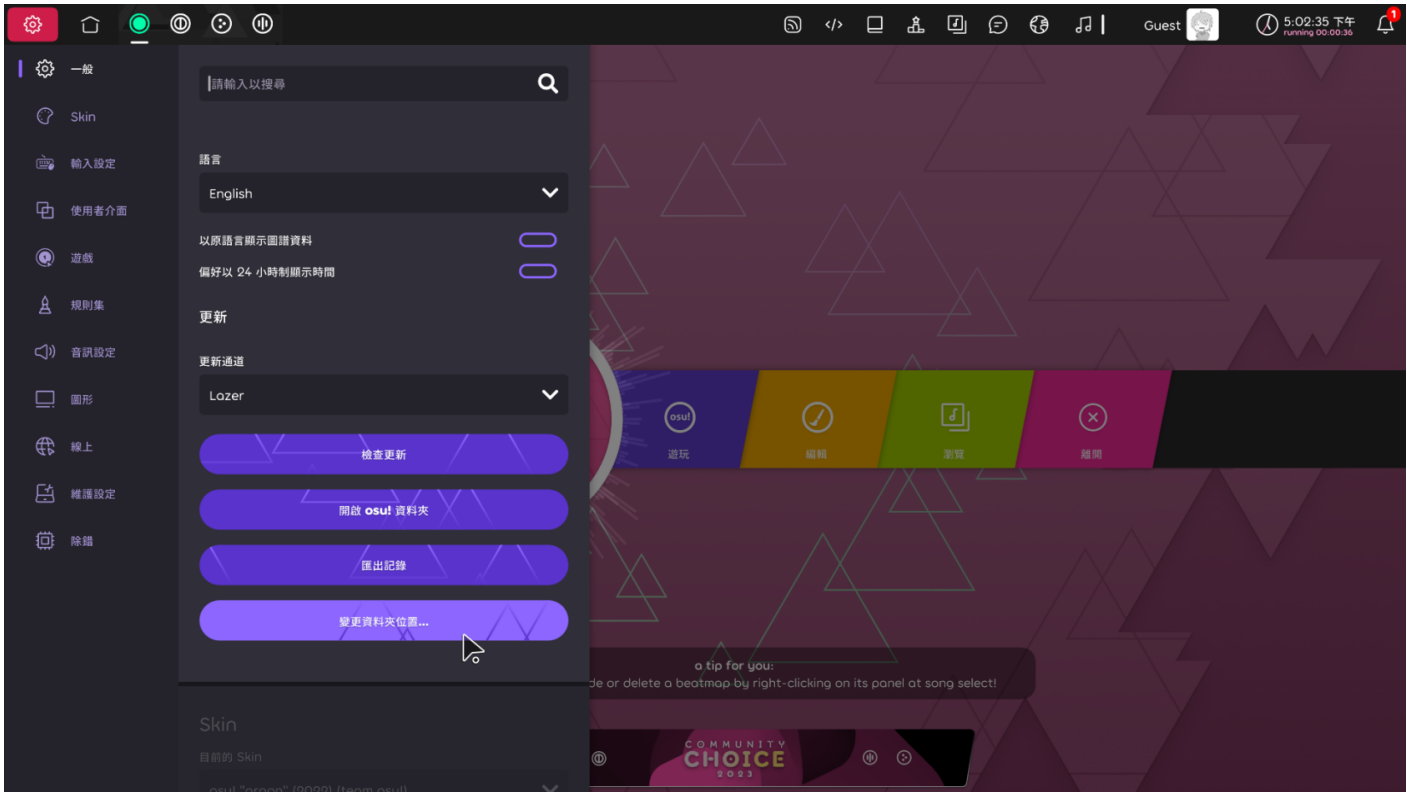 Guest
5:02:35 下午
running 00:00:36
1
一般
Skin
輸入設定
使用者介面
遊戲
規則集
音訊設定
圖形
線上
維護設定
除錯
請輸入以搜尋
語言
English
以原語言顯示圖譜資料
偏好以 24 小時制顯示時間
更新
更新通道
Lazer
檢查更新
開啟 osu! 資料夾
匯出記錄
變更資料夾位置...
Skin
目前的 Skin
osu! "argon" (2022) (team osu!)
osu!
遊玩
編輯
瀏覽
離開
a tip for you:
de or delete a beatmap by right-clicking on its panel at song select!
COMMUNITY
CHOICE
2023